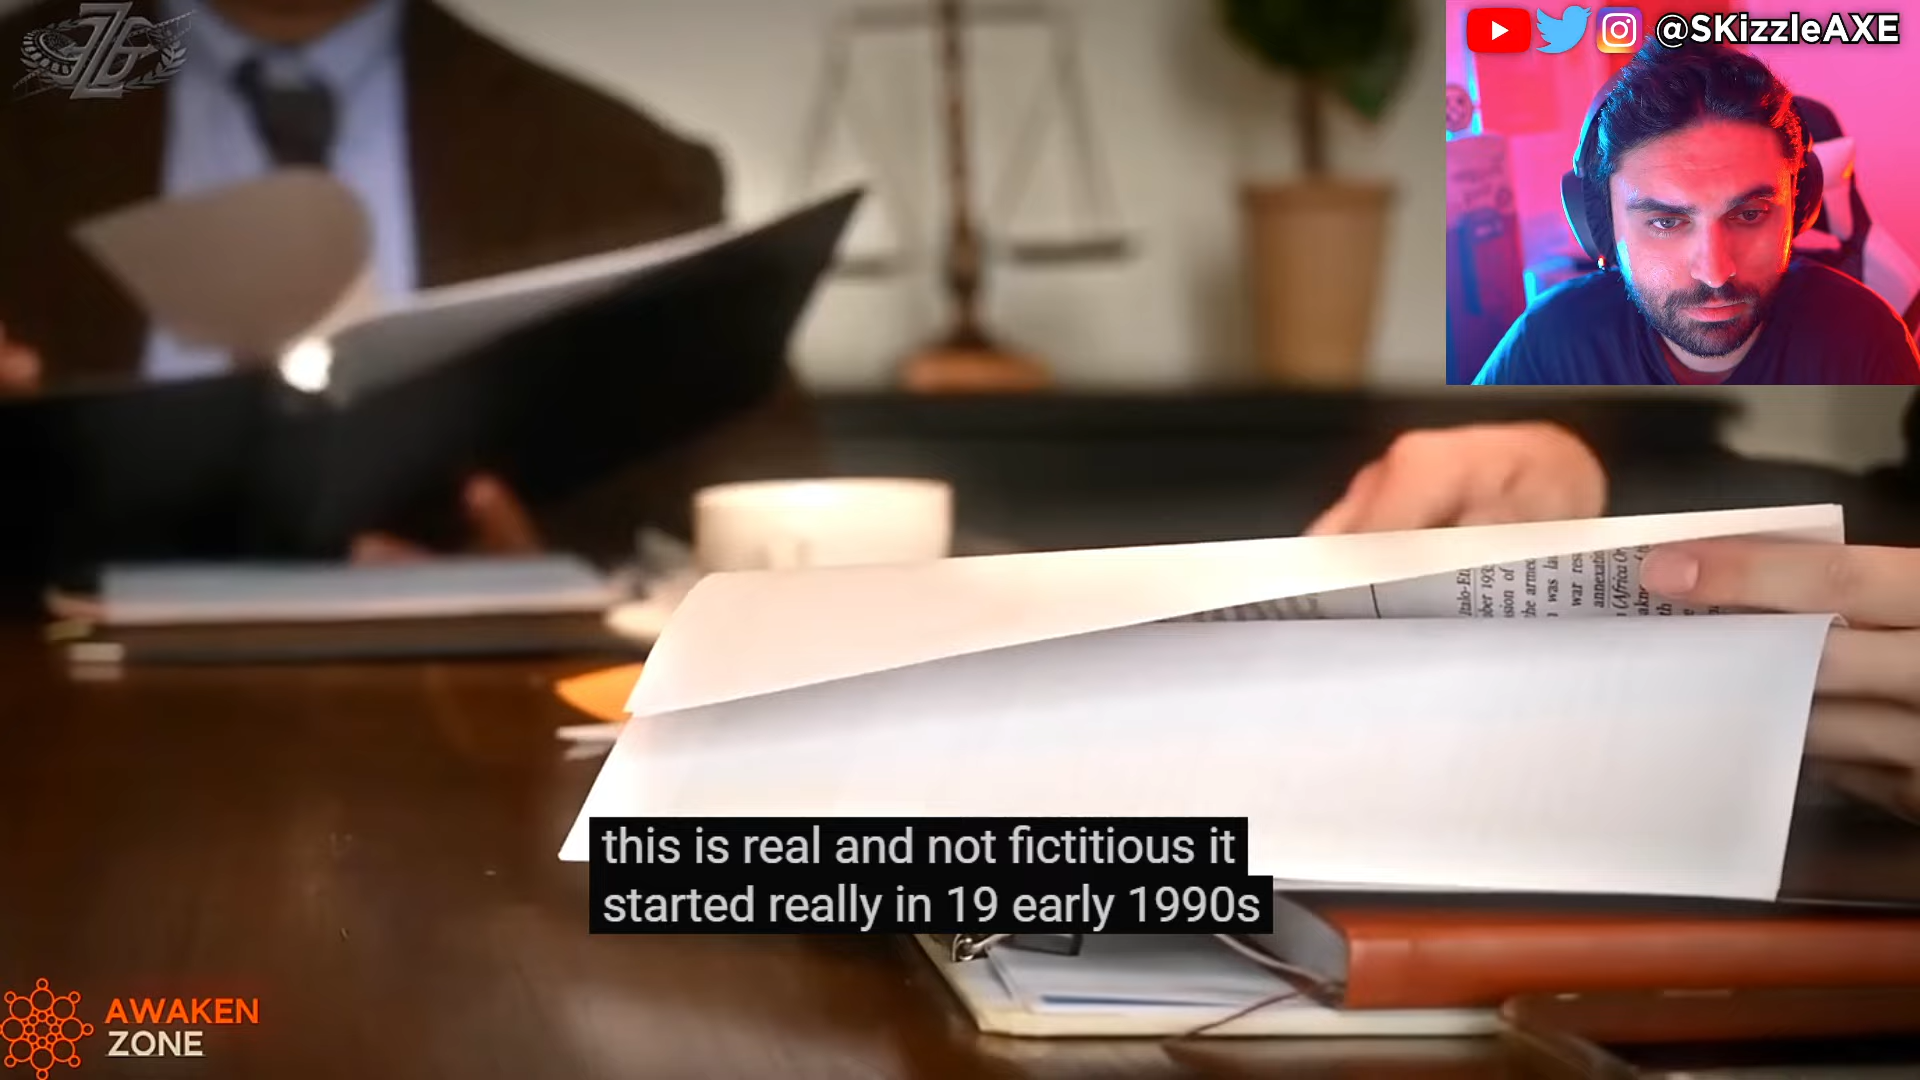 @SKizzleAXE
this is real and not fictitious it
started really in 19 early 1990s
AWAKEN
ZONE